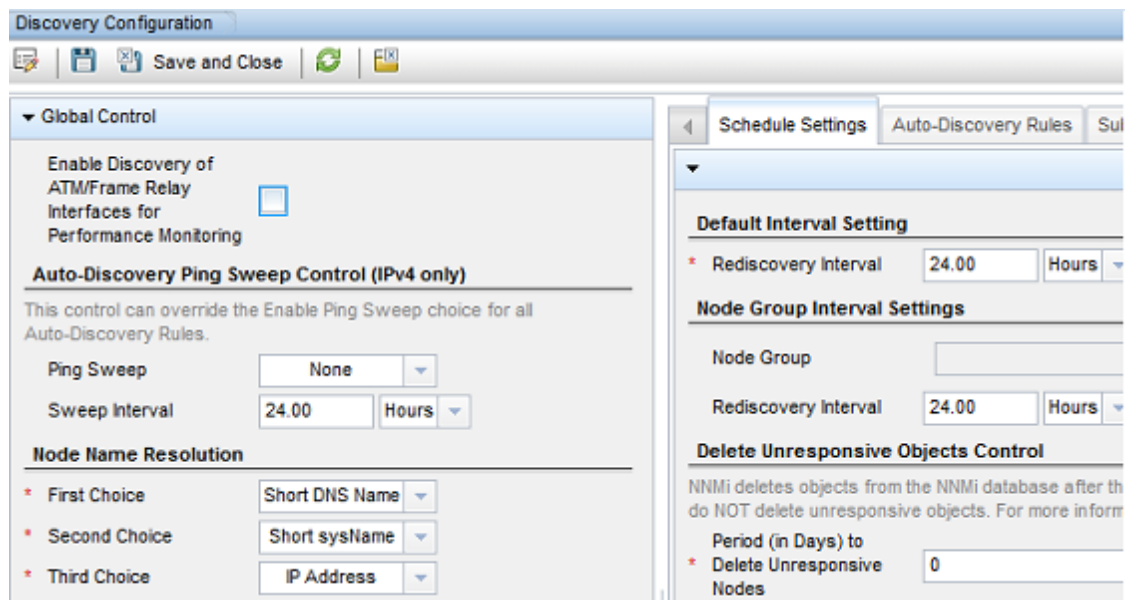 Discovery Configuration
Save and Close
Global Control
Enable Discovery of
ATM/Frame Relay
Interfaces for
Performance Monitoring
Auto-Discovery Ping Sweep Control (IPv4 only)
This control can override the Enable Ping Sweep choice for all
Auto-Discovery Rules.
Ping Sweep None
Sweep Interval 24.00 Hours
Node Name Resolution
* First Choice Short DNS Name
* Second Choice Short sysName
* Third Choice IP Address
Schedule Settings Auto-Discovery Rules
Default Interval Setting
* Rediscovery Interval 24.00 Hours
Node Group Interval Settings
Node Group
Rediscovery Interval 24.00 Hours
Delete Unresponsive Objects Control
NNMi deletes objects from the NNMi database after
do NOT delete unresponsive objects. For more
Period (in Days) to
* Delete Unresponsive 0
Nodes